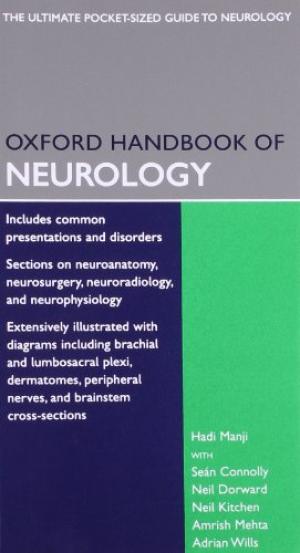 THE ULTIMATE POCKET-SIZED GUIDE TO NEUROLOGY
OXFORD HANDBOOK OF
NEUROLOGY
Includes common
presentations and disorders
Sections on neuroanatomy,
neurosurgery, neuroradiology,
and neurophysiology
Extensively illustrated with
diagrams including brachial
and lumbosacral plexi,
dermatomes, peripheral
nerves, and brainstem
cross-sections
Hadi Manji
WITH
Seán Connolly
Neil Dorward
Neil Kitchen
Amrish Mehta
Adrian Wills